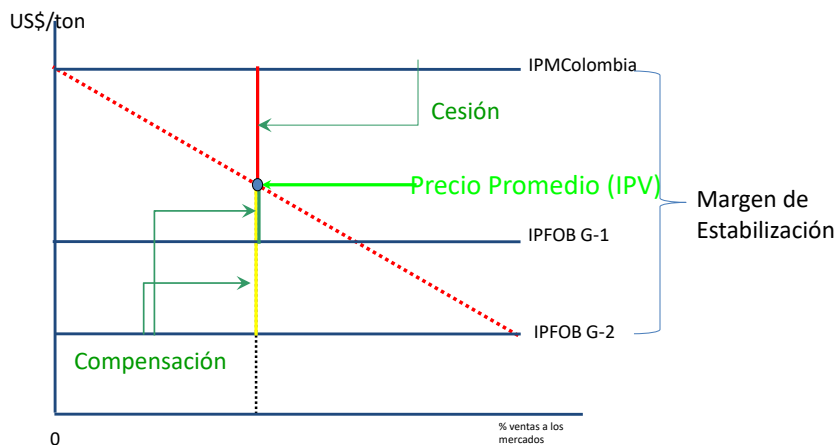 US$/ton
IPMColombia
Cesión
Precio Promedio (IPV)
Margen de
Estabilización
IPFOB G-1
IPFOB G-2
Compensación
% ventas a los
mercados
0